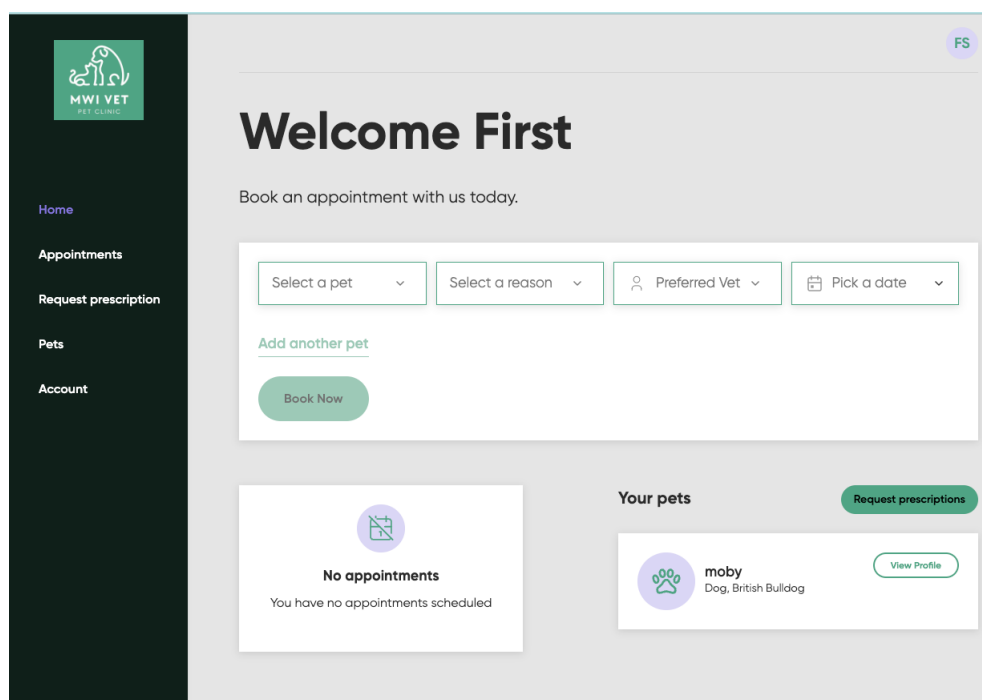 MWI VET
PET CLINIC
FS
Home
Appointments
Request prescription
Pets
Account
Welcome First
Book an appointment with us today.
Select a pet
Select a reason
Preferred Vet
Pick a date
Add another pet
Book Now
1
No appointments
You have no appointments scheduled
Your pets
Request prescriptions
moby
Dog, British Bulldog
View Profile